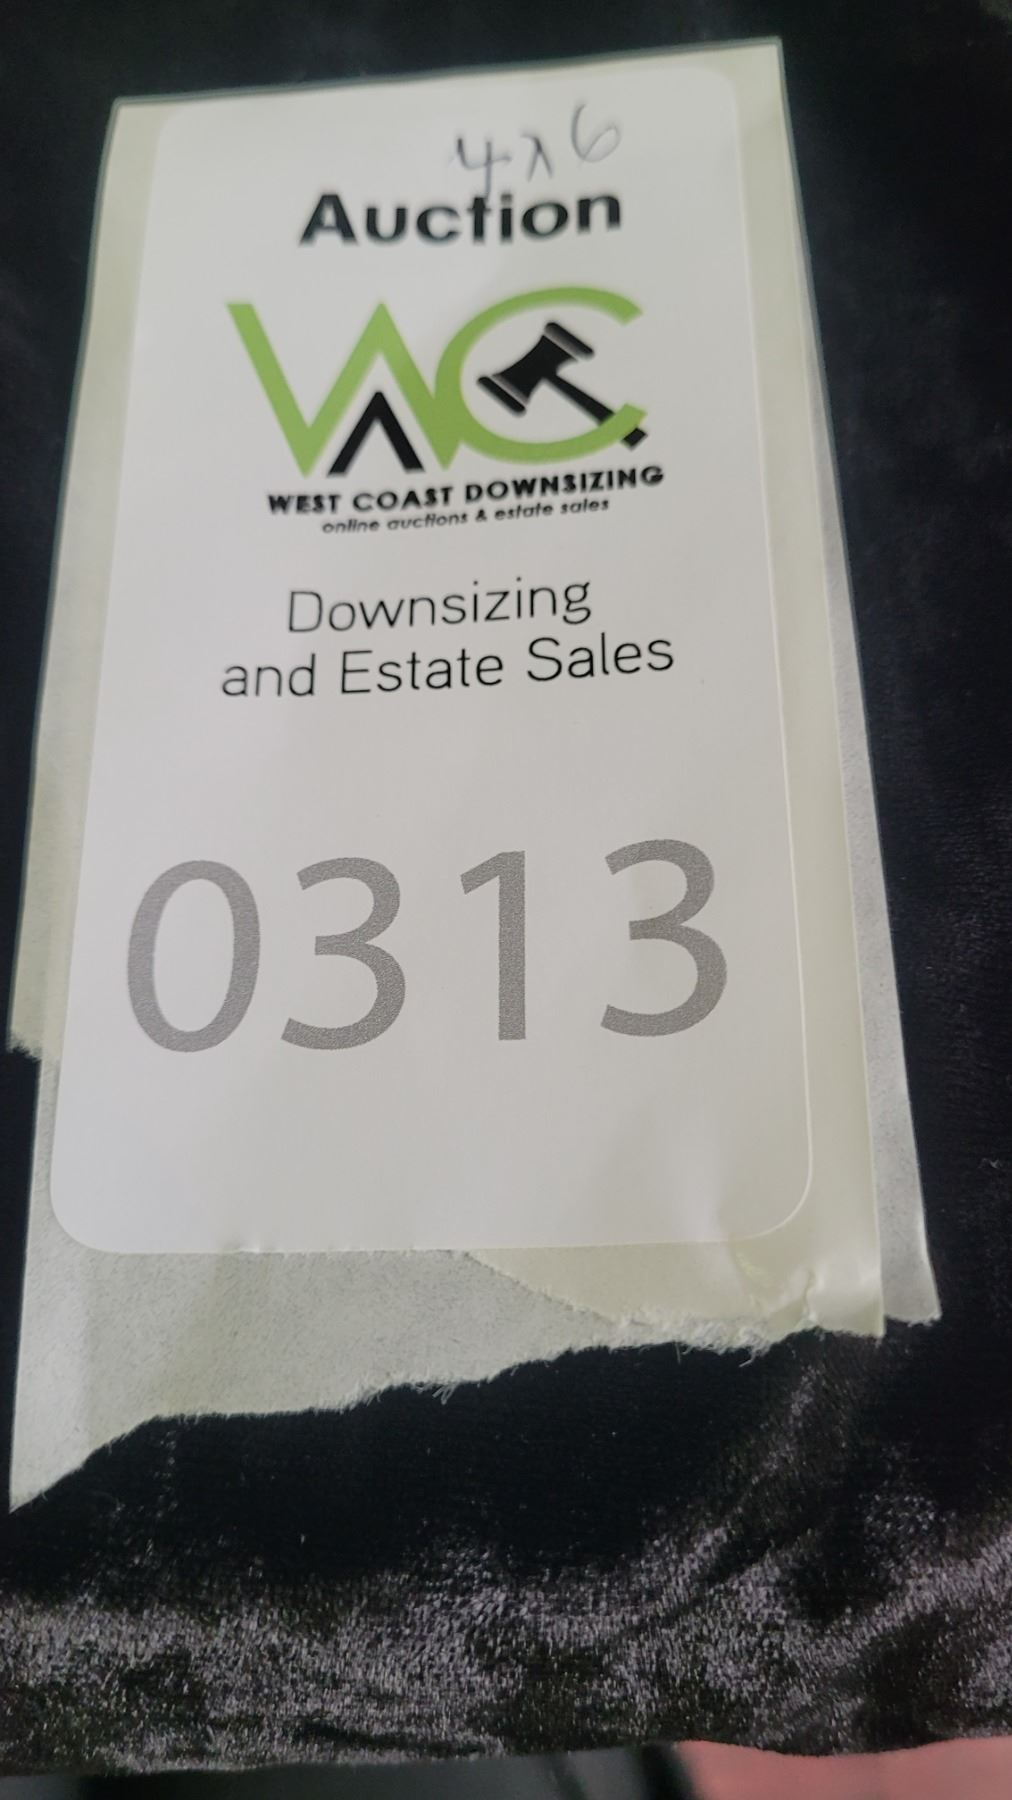 4x6
Auction
WC
WEST COAST DOWNSIZING
online auctions & estate sales
Downsizing
and Estate Sales
0313